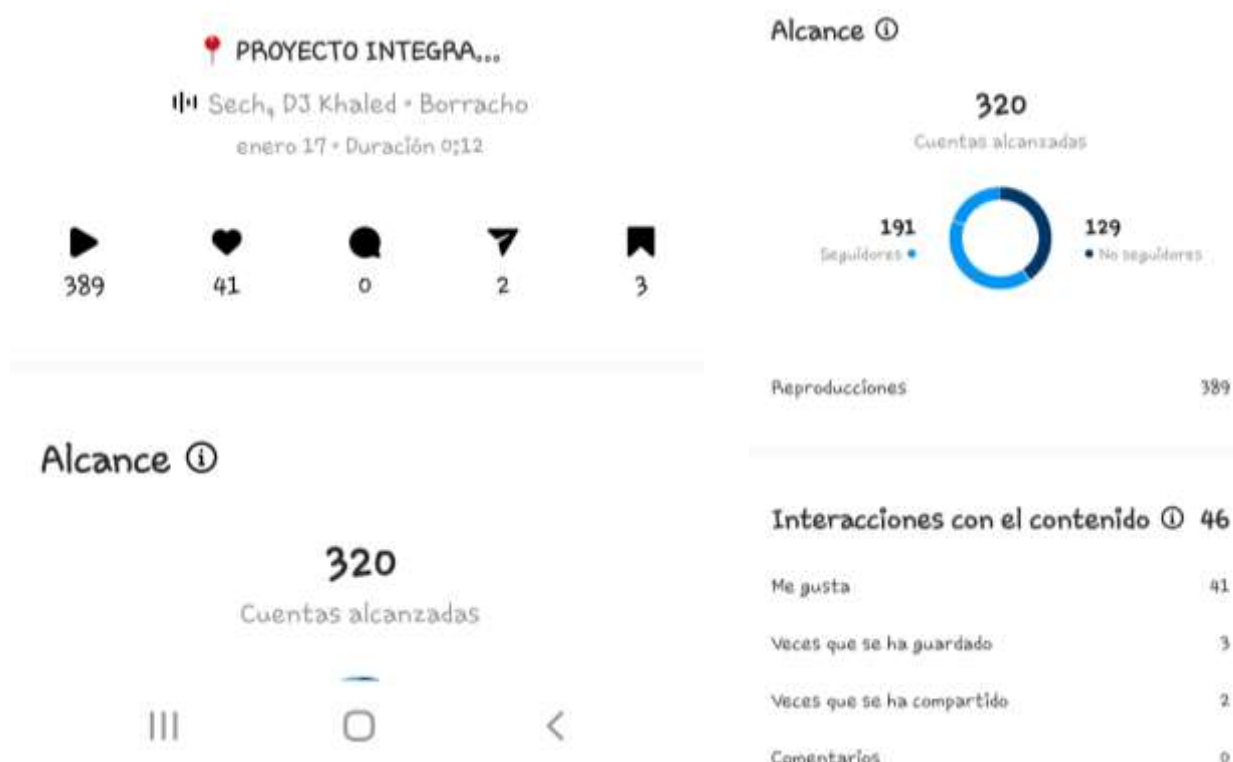 📍 PROYECTO INTEGRA...
Sech, DJ Khaled • Borracho
enero 17 • Duración 0;12
389 41 0 2 3
Alcance
320
Cuentas alcanzadas
Alcance
320
Cuentas alcanzadas
191 129
Seguidores • • No seguidores
Reproducciones 389
Interacciones con el contenido 46
Me gusta 41
Veces que se ha guardado 3
Veces que se ha compartido 2
Comentarios 0